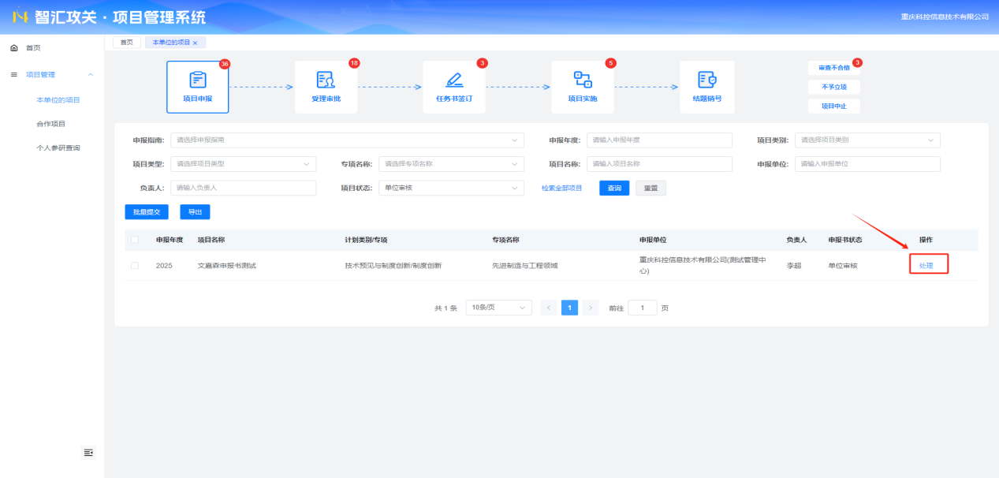 智汇攻关·项目管理系统
重庆科控信息技术有限公司
首页
项目管理
本单位的项目
合作项目
个人参研查询
首页
本单位的项目 ×
36
项目申报
18
受理审批
3
任务书签订
5
项目实施
结题销号
审查不合格 3
不予立项
项目中止
申报指南: 请选择申报指南
申报年度: 请输入申报年度
项目类别: 请选择项目类别
项目类型: 请选择项目类型
专项名称: 请选择专项名称
项目名称: 请输入项目名称
申报单位: 请输入申报单位
负责人: 请输入负责人
项目状态: 单位审核
检索全部项目
查询
重置
批量提交
导出
申报年度 项目名称 计划类别/专项 专项名称 申报单位 负责人 申报书状态 操作
2025 文嘉森申报书测试 技术预见与制度创新/制度创新 先进制造与工程领域 重庆科控信息技术有限公司(测试管理中
心) 李超 单位审核 处理
共 1 条 10条/页 < 1 > 前往 1 页